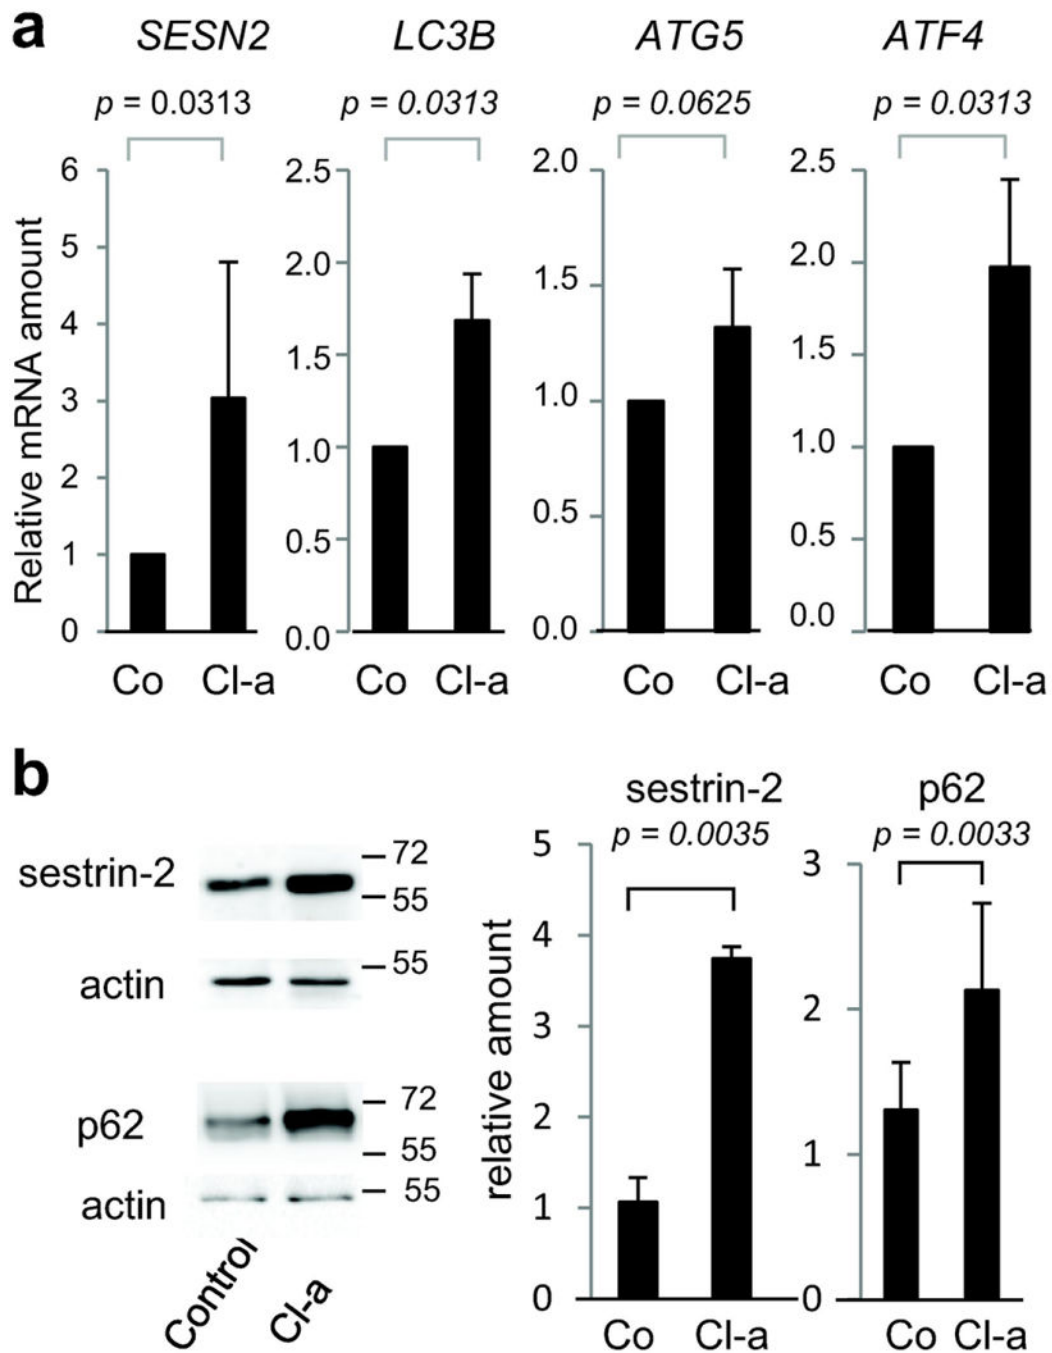 a
SESN2 LC3B ATG5 ATF4
p = 0.0313 p = 0.0313 p = 0.0625 p = 0.0313
Relative mRNA amount
6
5
4
3
2
1
0
Co Cl-a
2.5
2.0
1.5
1.0
0.5
0.0
Co Cl-a
2.0
1.5
1.0
0.5
0.0
Co Cl-a
2.5
2.0
1.5
1.0
0.5
0.0
Co Cl-a
b
sestrin-2
72
55
actin
55
p62
72
55
actin
55
Control Cl-a
sestrin-2
p = 0.0035
relative amount
5
4
3
2
1
0
Co Cl-a
p62
p = 0.0033
3
2
1
0
Co Cl-a